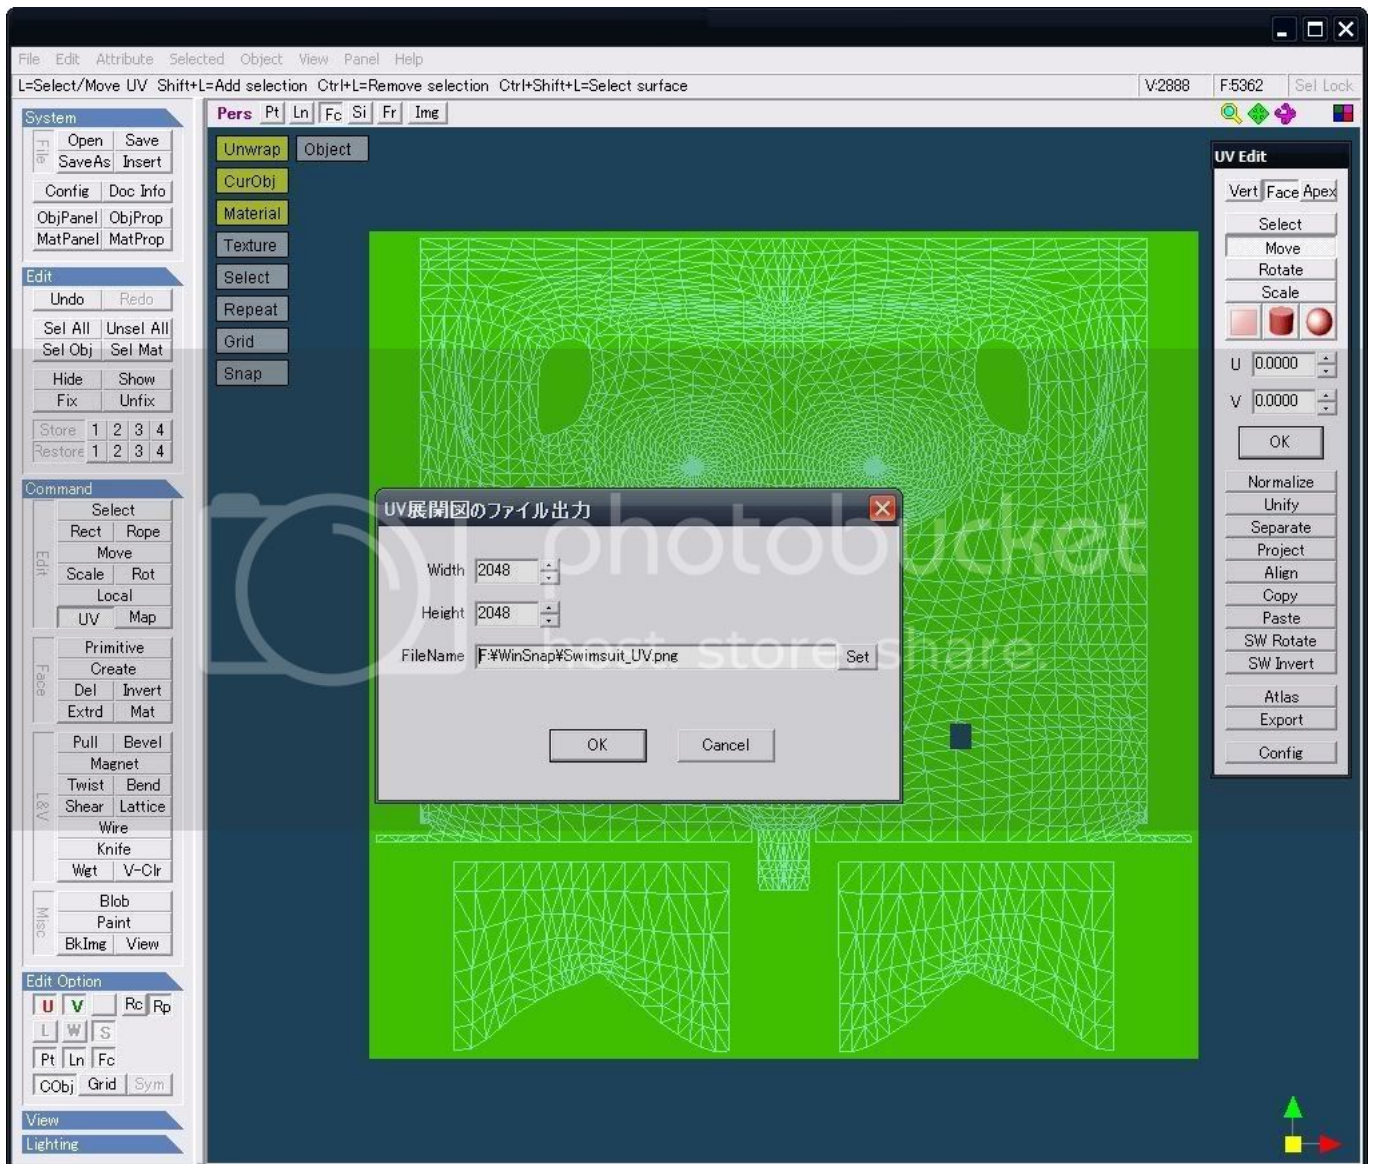 File Edit Attribute Selected Object View Panel Help
L=Select/Move UV Shift+L=Add selection Ctrl+L=Remove selection Ctrl+Shift+L=Select surface V:2888 F:5362 Sel Lock
System
File
Open Save
SaveAs Insert
Config Doc Info
ObjPanel ObjProp
MatPanel MatProp
Edit
Undo Redo
Sel All Unsel All
Sel Obj Sel Mat
Hide Show
Fix Unfix
Store 1 2 3 4
Restore 1 2 3 4
Command
Edit
Select
Rect Rope
Move
Scale Rot
Local
UV Map
Face
Primitive
Create
Del Invert
Extrd Mat
L&V
Pull Bevel
Magnet
Twist Bend
Shear Lattice
Wire
Knife
Wgt V-Clr
Misc
Blob
Paint
BkImg View
Edit Option
U V Rc Rp
L W S
Pt Ln Fc
CObj Grid Sym
View
Lighting
Pers Pt Ln Fc Si Fr Img
Unwrap Object
CurObj
Material
Texture
Select
Repeat
Grid
Snap
UV展開図のファイル出力
Width 2048
Height 2048
FileName F:¥WinSnap¥Swimsuit_UV.png Set
OK Cancel
photobucket
host. store. share.
UV Edit
Vert Face Apex
Select
Move
Rotate
Scale
U 0.0000
V 0.0000
OK
Normalize
Unify
Separate
Project
Align
Copy
Paste
SW Rotate
SW Invert
Atlas
Export
Config